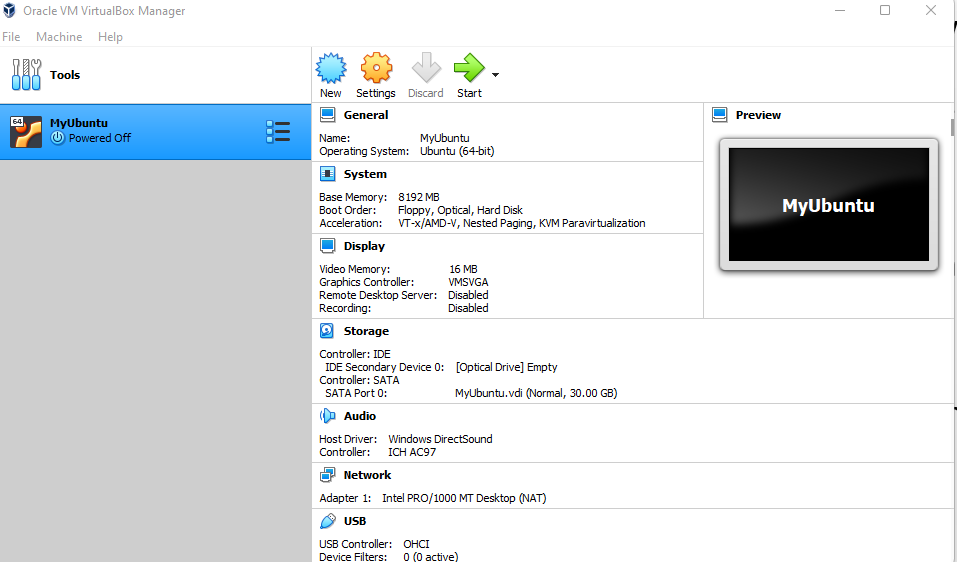 Oracle VM VirtualBox Manager
File Machine Help
Tools
New Settings Discard Start
64 MyUbuntu
Powered Off
General
Name: MyUbuntu
Operating System: Ubuntu (64-bit)
Preview
MyUbuntu
System
Base Memory: 8192 MB
Boot Order: Floppy, Optical, Hard Disk
Acceleration: VT-x/AMD-V, Nested Paging, KVM Paravirtualization
Display
Video Memory: 16 MB
Graphics Controller: VMSVGA
Remote Desktop Server: Disabled
Recording: Disabled
Storage
Controller: IDE
IDE Secondary Device 0: [Optical Drive] Empty
Controller: SATA
SATA Port 0: MyUbuntu.vdi (Normal, 30.00 GB)
Audio
Host Driver: Windows DirectSound
Controller: ICH AC97
Network
Adapter 1: Intel PRO/1000 MT Desktop (NAT)
USB
USB Controller: OHCI
Device Filters: 0 (0 active)